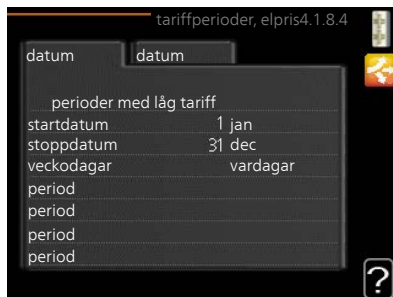 tariffperioder, elpris4.1.8.4
datum datum
perioder med låg tariff
startdatum 1 jan
stoppdatum 31 dec
veckodagar vardagar
period
period
period
period
?